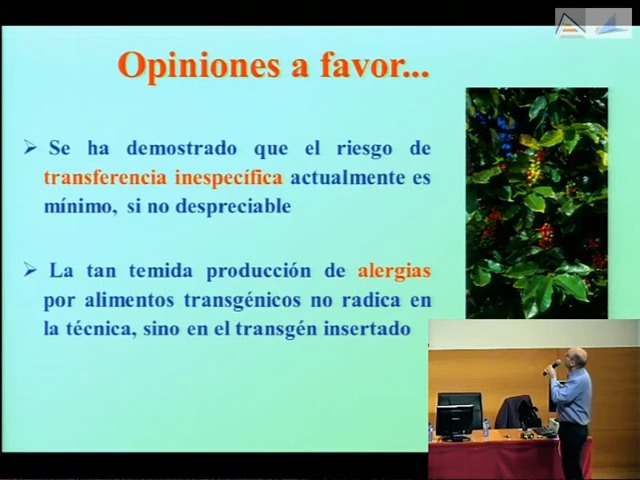 Opiniones a favor...
Se ha demostrado que el riesgo de
transferencia inespecífica actualmente es
mínimo, si no despreciable
La tan temida producción de alergias
por alimentos transgénicos no radica en
la técnica, sino en el transgén insertado